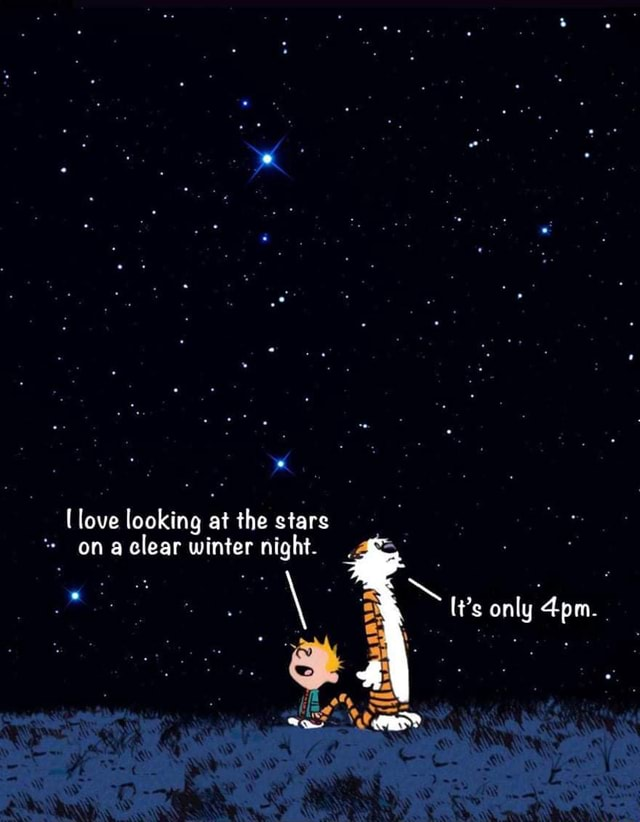 I love looking at the stars
on a clear winter night.
It's only 4pm.